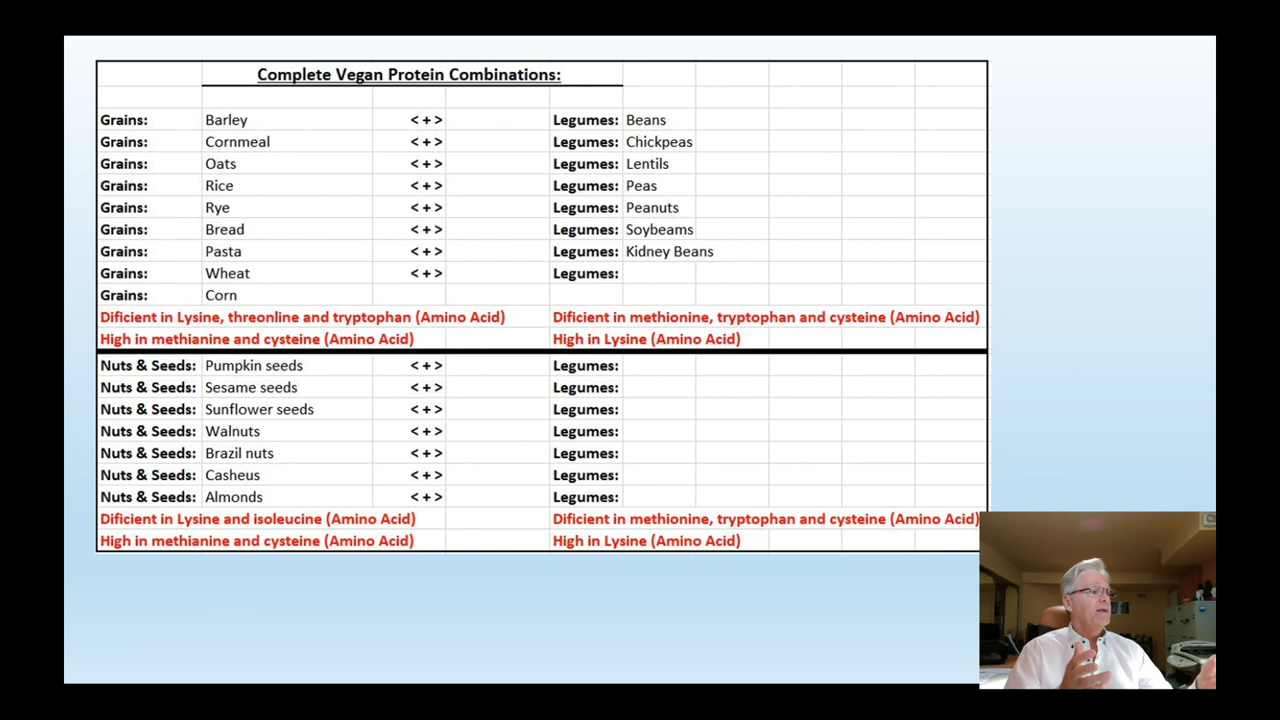 Complete Vegan Protein Combinations:
Grains: Barley < + > Legumes: Beans
Grains: Cornmeal < + > Legumes: Chickpeas
Grains: Oats < + > Legumes: Lentils
Grains: Rice < + > Legumes: Peas
Grains: Rye < + > Legumes: Peanuts
Grains: Bread < + > Legumes: Soybeams
Grains: Pasta < + > Legumes: Kidney Beans
Grains: Wheat < + > Legumes:
Grains: Corn
Dificient in Lysine, threonline and tryptophan (Amino Acid) Dificient in methionine, tryptophan and cysteine (Amino Acid)
High in methianine and cysteine (Amino Acid) High in Lysine (Amino Acid)
Nuts & Seeds: Pumpkin seeds < + > Legumes:
Nuts & Seeds: Sesame seeds < + > Legumes:
Nuts & Seeds: Sunflower seeds < + > Legumes:
Nuts & Seeds: Walnuts < + > Legumes:
Nuts & Seeds: Brazil nuts < + > Legumes:
Nuts & Seeds: Casheus < + > Legumes:
Nuts & Seeds: Almonds < + > Legumes:
Dificient in Lysine and isoleucine (Amino Acid) Dificient in methionine, tryptophan and cysteine (Amino Acid)
High in methianine and cysteine (Amino Acid) High in Lysine (Amino Acid)